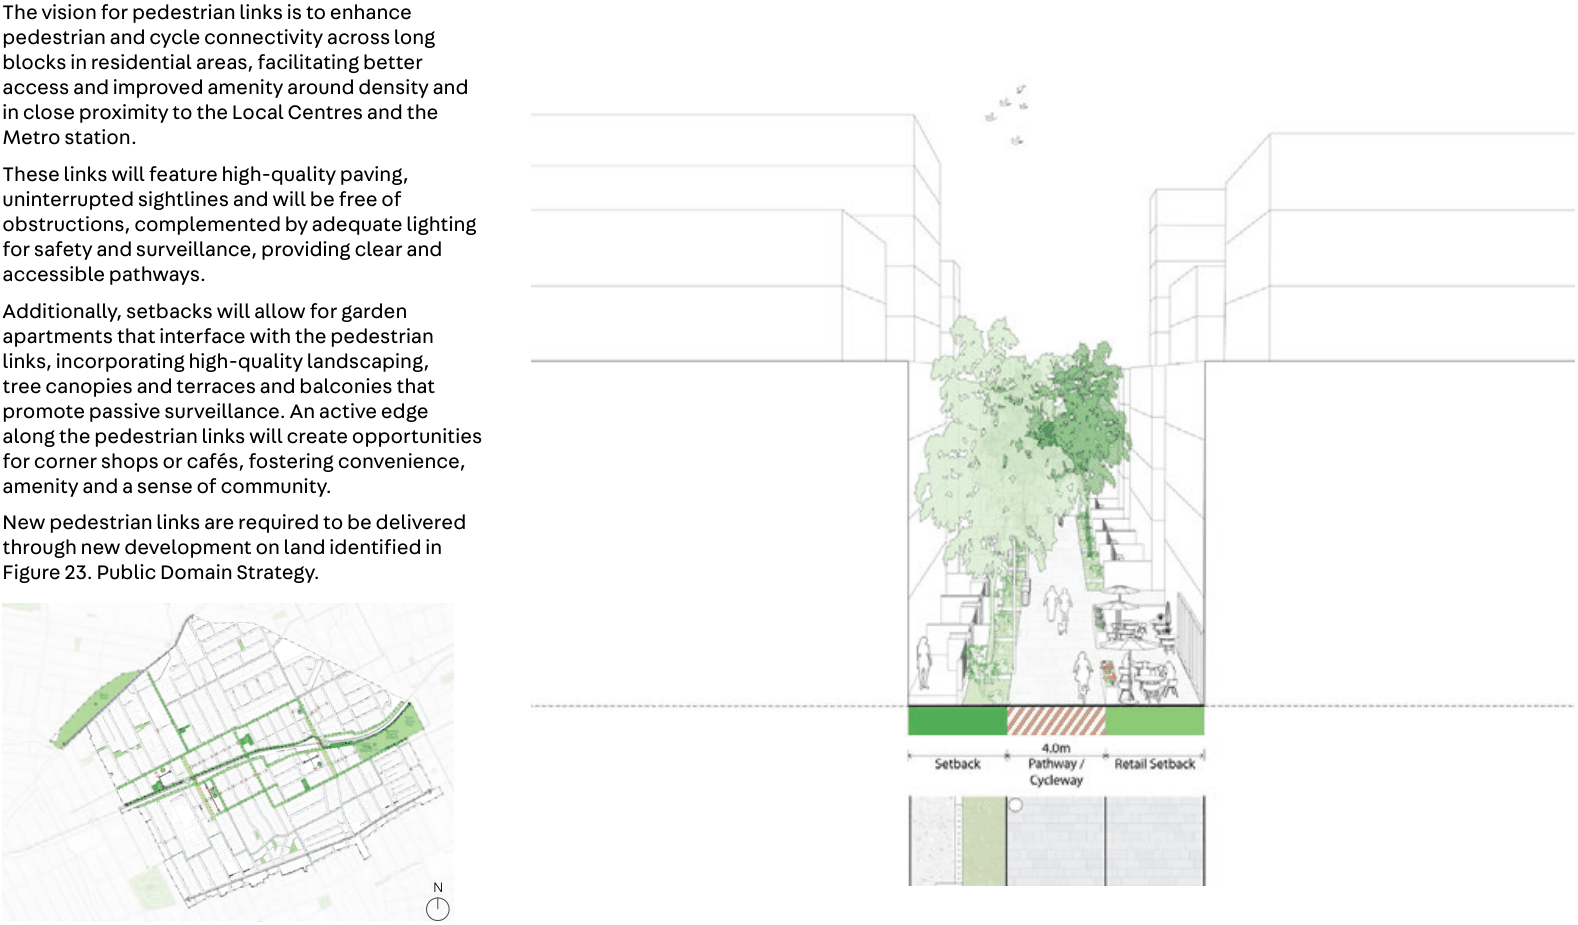 The vision for pedestrian links is to enhance
pedestrian and cycle connectivity across long
blocks in residential areas, facilitating better
access and improved amenity around density and
in close proximity to the Local Centres and the
Metro station.
These links will feature high-quality paving,
uninterrupted sightlines and will be free of
obstructions, complemented by adequate lighting
for safety and surveillance, providing clear and
accessible pathways.
Additionally, setbacks will allow for garden
apartments that interface with the pedestrian
links, incorporating high-quality landscaping,
tree canopies and terraces and balconies that
promote passive surveillance. An active edge
along the pedestrian links will create opportunities
for corner shops or cafés, fostering convenience,
amenity and a sense of community.
New pedestrian links are required to be delivered
through new development on land identified in
Figure 23. Public Domain Strategy.
N
Setback
4.0m
Pathway /
Cycleway
Retail Setback